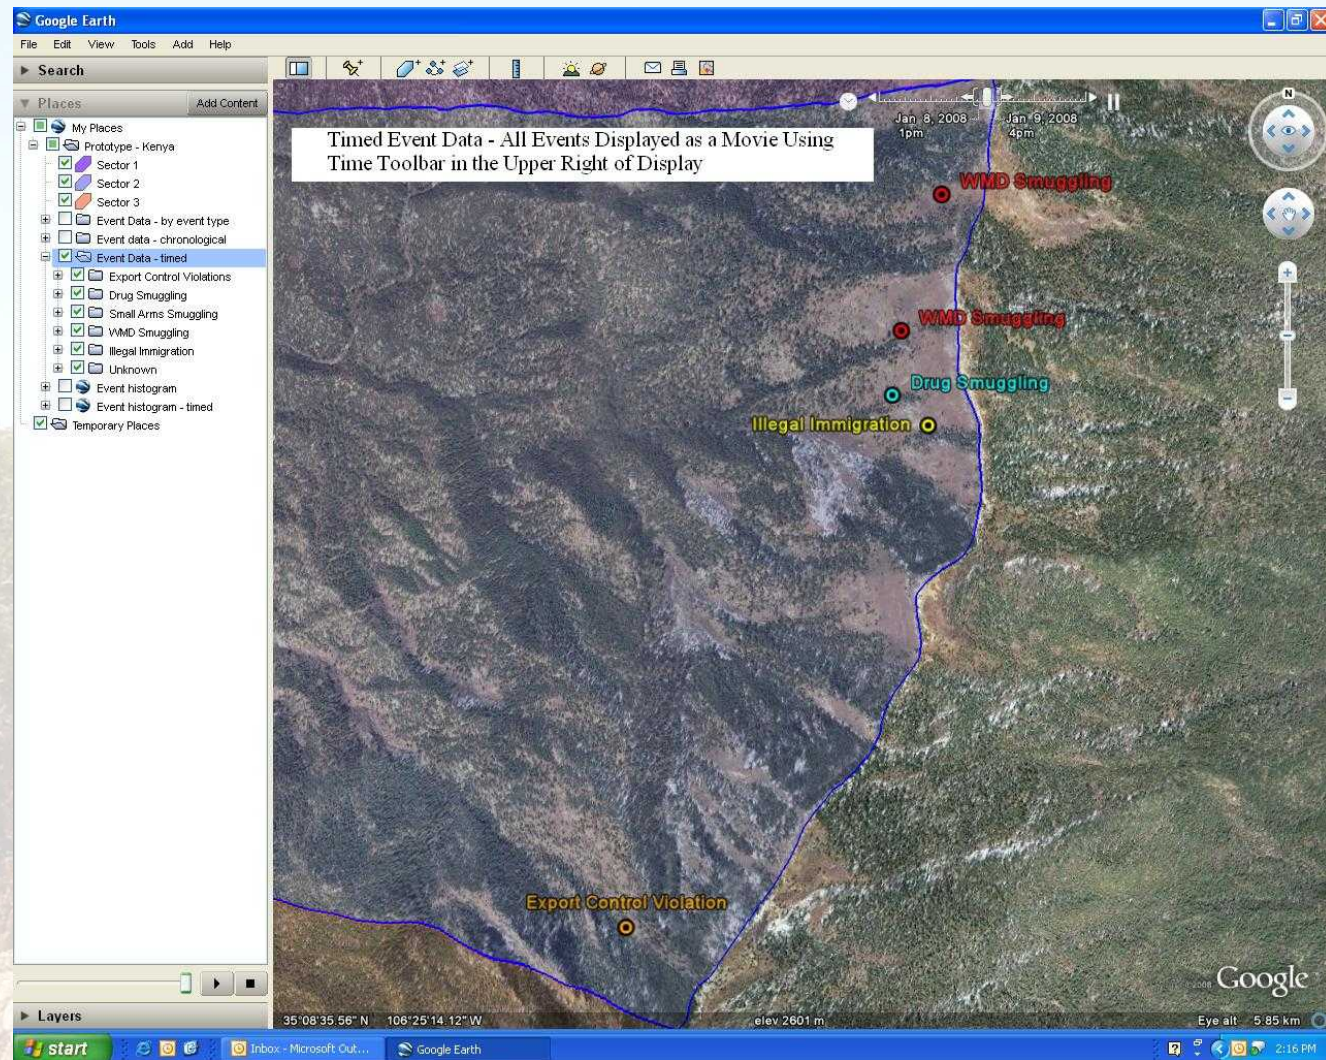 Google Earth
File Edit View Tools Add Help
Search
Places
Add Content
My Places
Prototype - Kenya
Sector 1
Sector 2
Sector 3
Event Data - by event type
Event data - chronological
Event Data - timed
Export Control Violations
Drug Smuggling
Small Arms Smuggling
WMD Smuggling
Illegal Immigration
Unknown
Event histogram
Event histogram - timed
Temporary Places
Layers
Jan 8, 2008
1pm
Jan 9, 2008
4pm
N
Timed Event Data - All Events Displayed as a Movie Using
Time Toolbar in the Upper Right of Display
WMD Smuggling
WMD Smuggling
Drug Smuggling
Illegal Immigration
Export Control Violation
2008 Google
35°08'35.56" N 106°25'14.12" W elev 2601 m Eye alt 5.85 km
start Inbox - Microsoft Out... Google Earth 2:16 PM